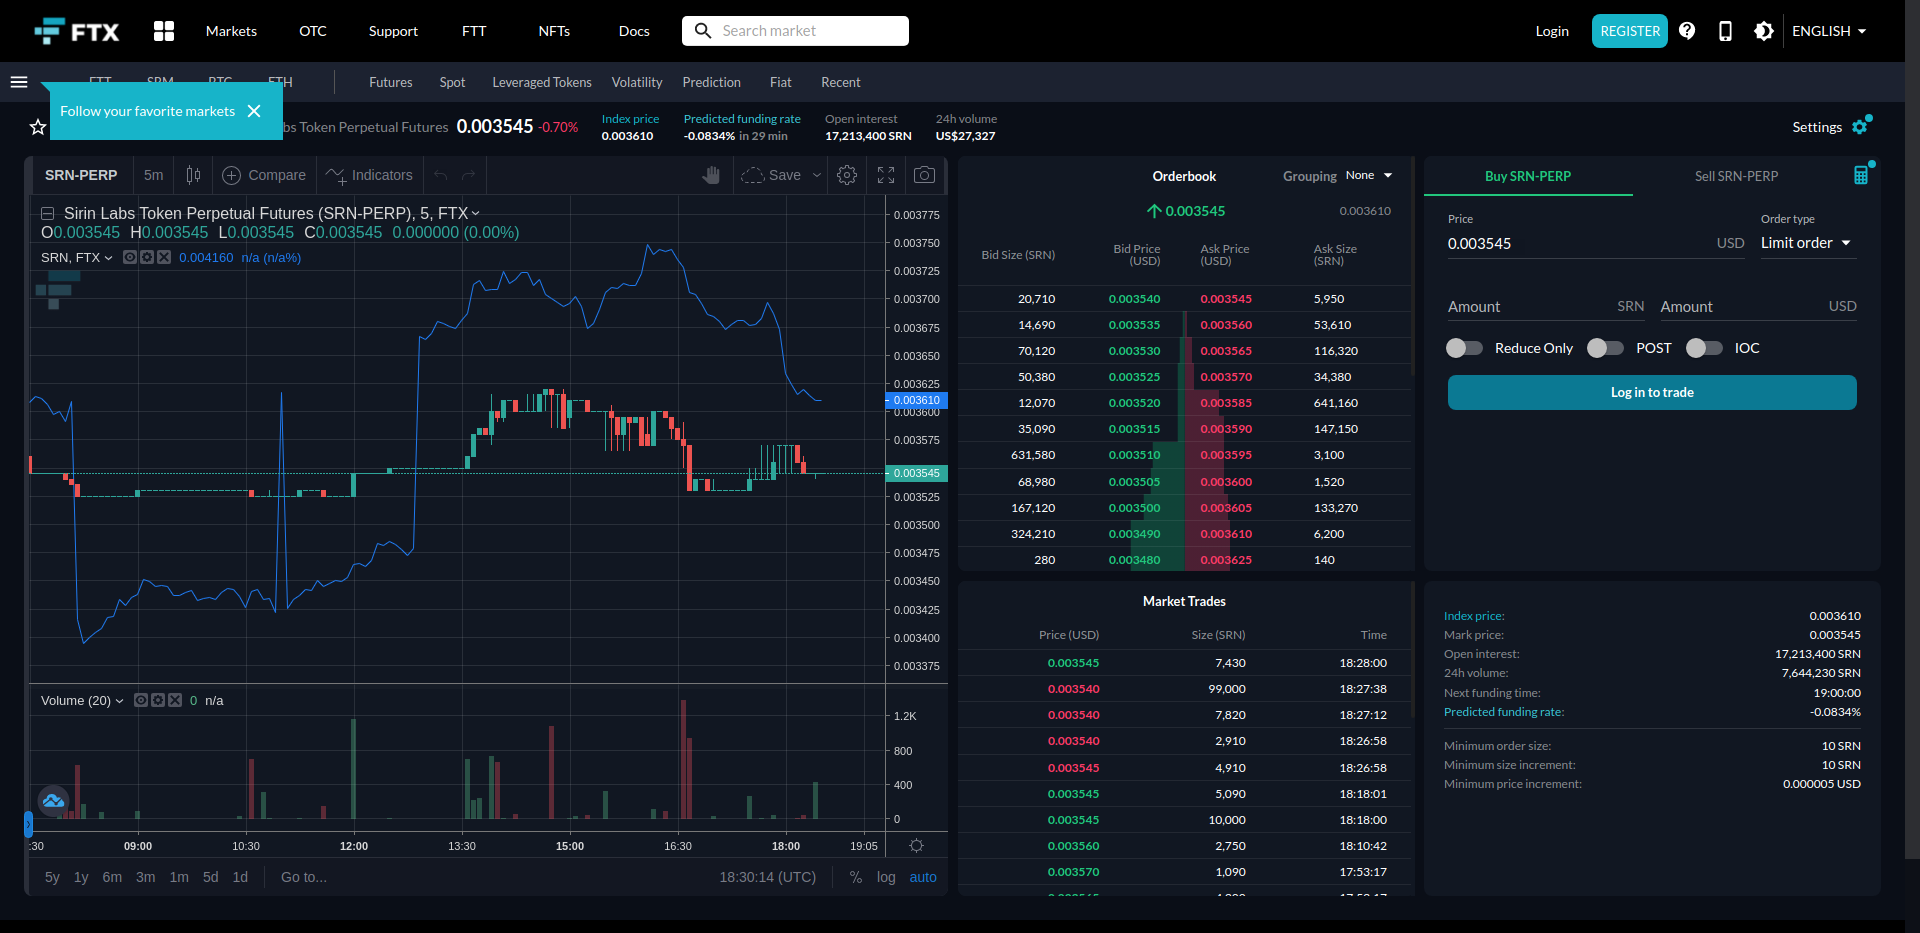 FTX
Markets
OTC
Support
FTT
NFTs
Docs
Search market
Login
REGISTER
ENGLISH
FTT
SRM
BTC
ETH
Futures
Spot
Leveraged Tokens
Volatility
Prediction
Fiat
Recent
Follow your favorite markets
bs Token Perpetual Futures
0.003545 -0.70%
Index price
0.003610
Predicted funding rate
-0.0834% in 29 min
Open interest
17,213,400 SRN
24h volume
US$27,327
Settings
SRN-PERP
5m
Compare
Indicators
Save
Sirin Labs Token Perpetual Futures (SRN-PERP), 5, FTX
O0.003545 H0.003545 L0.003545 C0.003545 0.000000 (0.00%)
SRN, FTX 0.004160 n/a (n/a%)
0.003775
0.003750
0.003725
0.003700
0.003675
0.003650
0.003625
0.003610
0.003600
0.003575
0.003545
0.003525
0.003500
0.003475
0.003450
0.003425
0.003400
0.003375
Volume (20) 0 n/a
1.2K
800
400
0
:30 09:00 10:30 12:00 13:30 15:00 16:30 18:00 19:05
5y 1y 6m 3m 1m 5d 1d Go to... 18:30:14 (UTC) % log auto
Orderbook
Grouping None
0.003545 0.003610
Bid Size (SRN) Bid Price (USD) Ask Price (USD) Ask Size (SRN)
20,710 0.003540 0.003545 5,950
14,690 0.003535 0.003560 53,610
70,120 0.003530 0.003565 116,320
50,380 0.003525 0.003570 34,380
12,070 0.003520 0.003585 641,160
35,090 0.003515 0.003590 147,150
631,580 0.003510 0.003595 3,100
68,980 0.003505 0.003600 1,520
167,120 0.003500 0.003605 133,270
324,210 0.003490 0.003610 6,200
280 0.003480 0.003625 140
Market Trades
Price (USD) Size (SRN) Time
0.003545 7,430 18:28:00
0.003540 99,000 18:27:38
0.003540 7,820 18:27:12
0.003540 2,910 18:26:58
0.003545 4,910 18:26:58
0.003545 5,090 18:18:01
0.003545 10,000 18:18:00
0.003560 2,750 18:10:42
0.003570 1,090 17:53:17
Buy SRN-PERP
Sell SRN-PERP
Price
0.003545 USD
Order type
Limit order
Amount SRN
Amount USD
Reduce Only
POST
IOC
Log in to trade
Index price: 0.003610
Mark price: 0.003545
Open interest: 17,213,400 SRN
24h volume: 7,644,230 SRN
Next funding time: 19:00:00
Predicted funding rate: -0.0834%
Minimum order size: 10 SRN
Minimum size increment: 10 SRN
Minimum price increment: 0.000005 USD